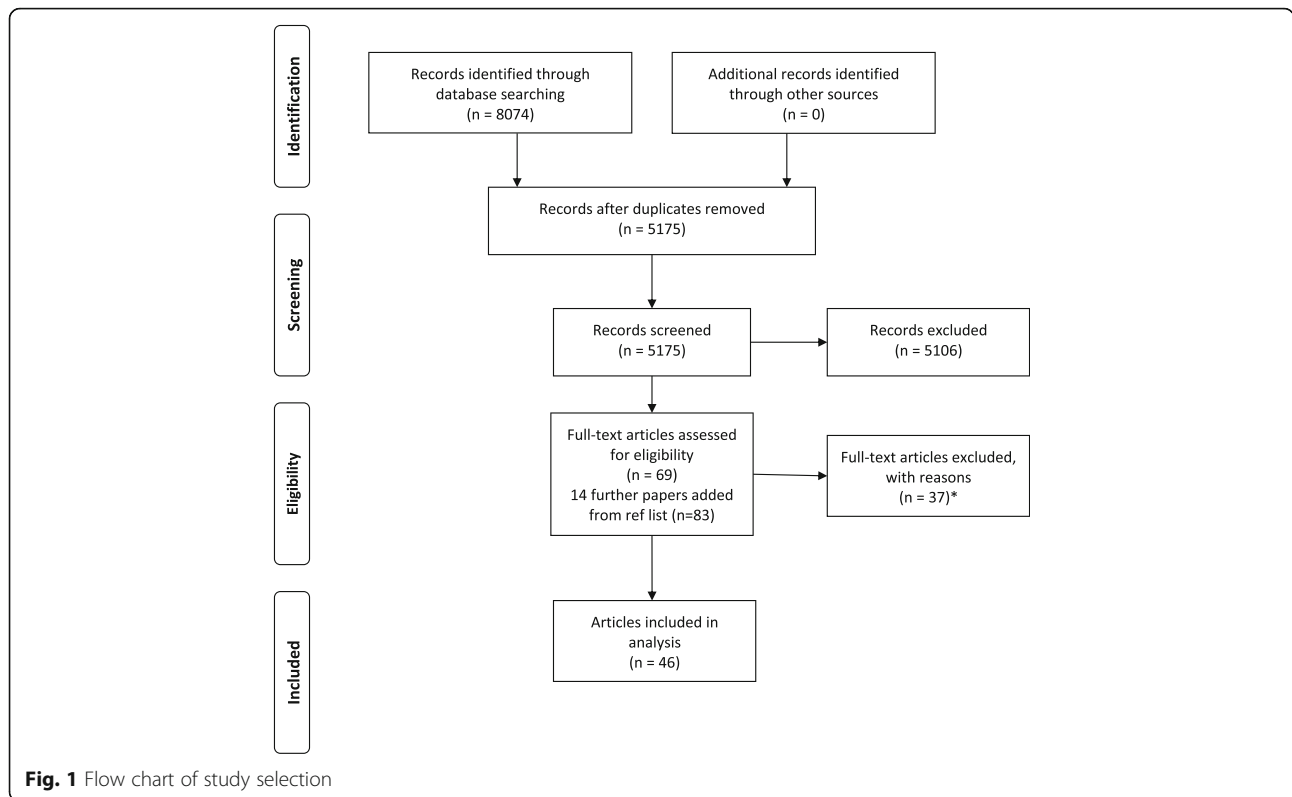 Identification
Records identified through
database searching
(n = 8074)
Additional records identified
through other sources
(n = 0)
Records after duplicates removed
(n = 5175)
Screening
Records screened
(n = 5175)
Records excluded
(n = 5106)
Eligibility
Full-text articles assessed
for eligibility
(n = 69)
14 further papers added
from ref list (n=83)
Full-text articles excluded,
with reasons
(n = 37)*
Included
Articles included in
analysis
(n = 46)
Fig. 1 Flow chart of study selection